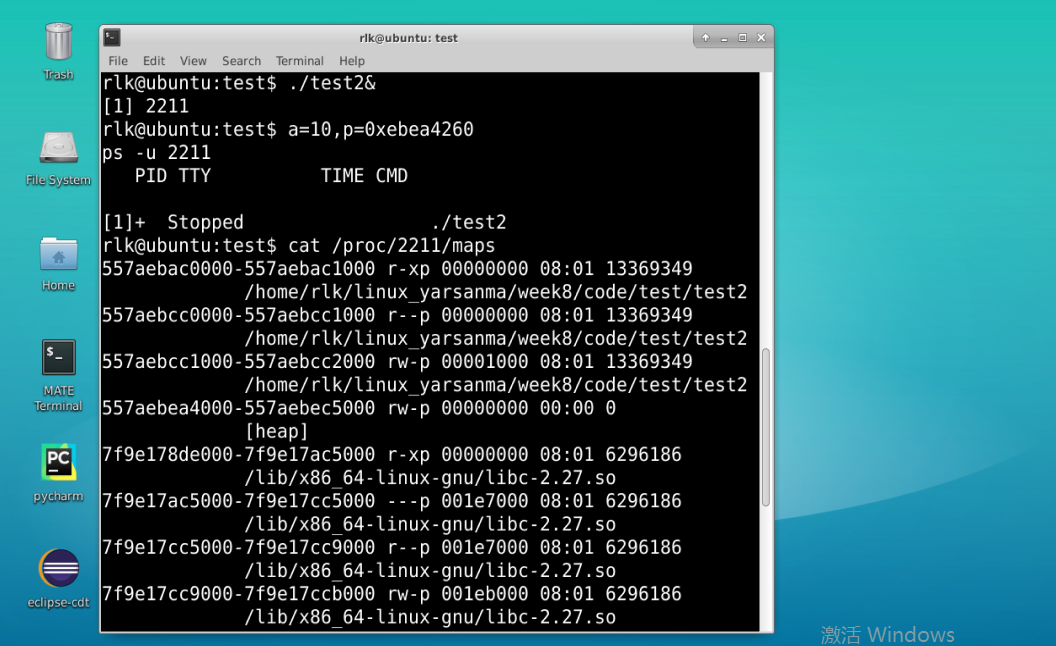 Trash
File System
Home
$_
MATE
Terminal
PC
pycharm
eclipse-cdt
rlk@ubuntu: test
File Edit View Search Terminal Help
rlk@ubuntu:test$ ./test2&
[1] 2211
rlk@ubuntu:test$ a=10,p=0xebea4260
ps -u 2211
PID TTY TIME CMD
[1]+ Stopped ./test2
rlk@ubuntu:test$ cat /proc/2211/maps
557aebac0000-557aebac1000 r-xp 00000000 08:01 13369349
/home/rlk/linux_yarsanma/week8/code/test/test2
557aebcc0000-557aebcc1000 r--p 00000000 08:01 13369349
/home/rlk/linux_yarsanma/week8/code/test/test2
557aebcc1000-557aebcc2000 rw-p 00001000 08:01 13369349
/home/rlk/linux_yarsanma/week8/code/test/test2
557aebea4000-557aebec5000 rw-p 00000000 00:00 0
[heap]
7f9e178de000-7f9e17ac5000 r-xp 00000000 08:01 6296186
/lib/x86_64-linux-gnu/libc-2.27.so
7f9e17ac5000-7f9e17cc5000 ---p 001e7000 08:01 6296186
/lib/x86_64-linux-gnu/libc-2.27.so
7f9e17cc5000-7f9e17cc9000 r--p 001e7000 08:01 6296186
/lib/x86_64-linux-gnu/libc-2.27.so
7f9e17cc9000-7f9e17ccb000 rw-p 001eb000 08:01 6296186
/lib/x86_64-linux-gnu/libc-2.27.so
激活 Windows